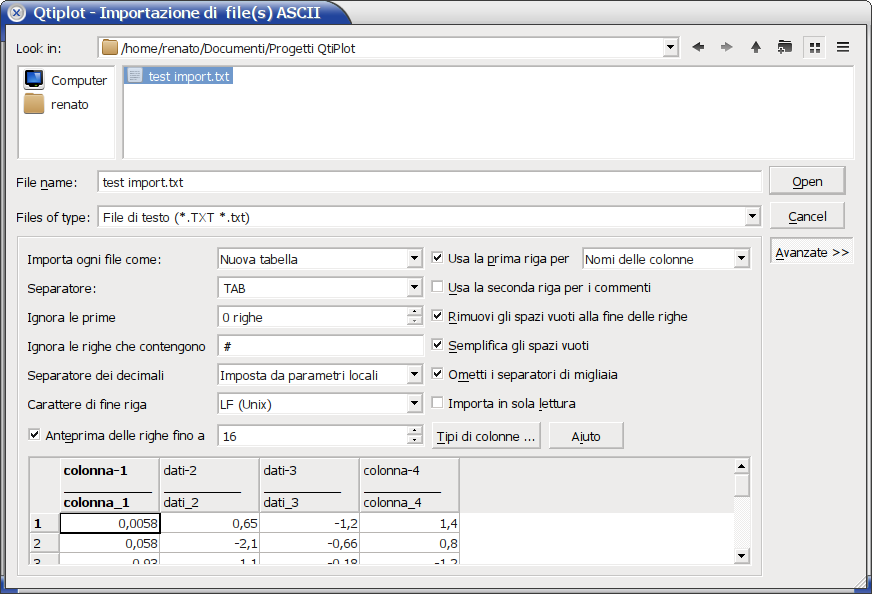 Qtiplot - Importazione di file(s) ASCII
Look in: /home/renato/Documenti/Progetti QtiPlot
Computer
renato
test import.txt
File name: test import.txt Open
Files of type: File di testo (*.TXT *.txt) Cancel
Avanzate >>
Importa ogni file come: Nuova tabella Usa la prima riga per Nomi delle colonne
Separatore: TAB Usa la seconda riga per i commenti
Ignora le prime 0 righe Rimuovi gli spazi vuoti alla fine delle righe
Ignora le righe che contengono # Semplifica gli spazi vuoti
Separatore dei decimali Imposta da parametri locali Ometti i separatori di migliaia
Carattere di fine riga LF (Unix) Importa in sola lettura
Anteprima delle righe fino a 16 Tipi di colonne ... Aiuto
colonna-1 dati-2 dati-3 colonna-4
colonna_1 dati_2 dati_3 colonna_4
1 0,0058 0,65 -1,2 1,4
2 0,058 -2,1 -0,66 0,8
3 0,93 1,1 -0,18 -1,2